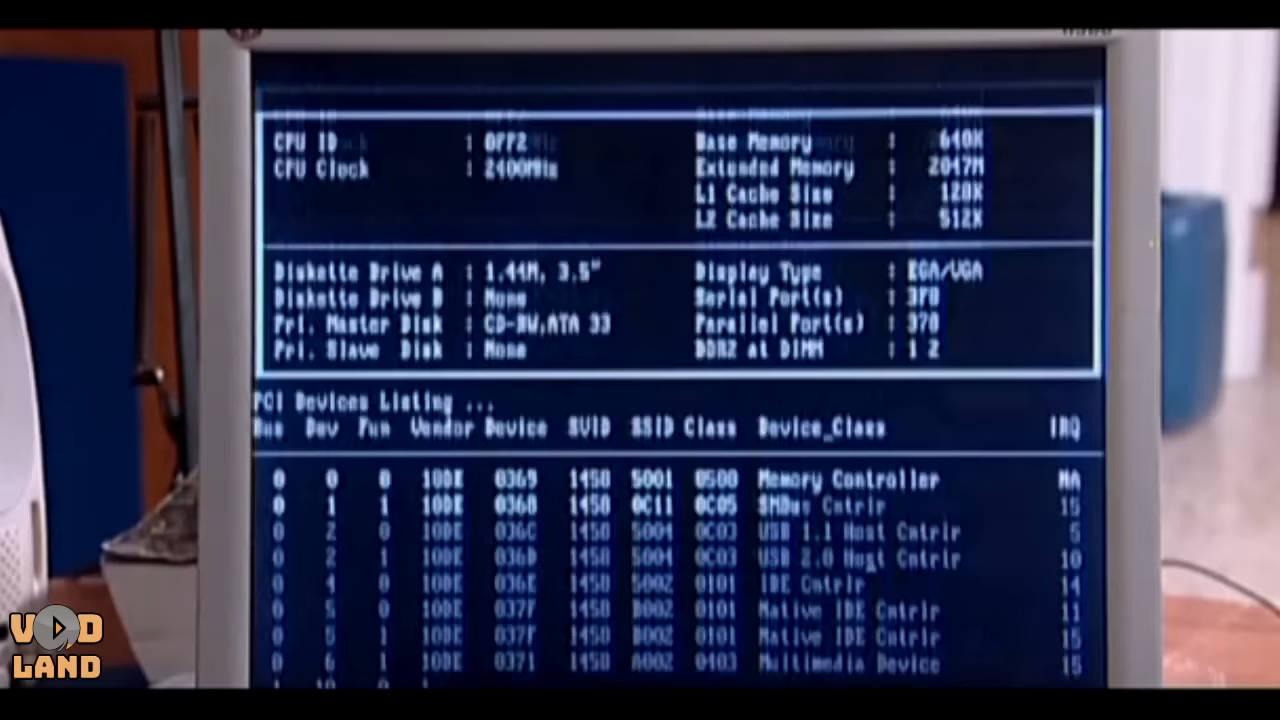 CPU ID : 0FF2 Base Memory : 640K
CPU Clock : 2400MHz Extended Memory : 2047M
L1 Cache Size : 128K
L2 Cache Size : 512K
Diskette Drive A : 1.44M, 3.5" Display Type : EGA/VGA
Diskette Drive B : None Serial Port(s) : 3F8
Pri. Master Disk : CD-RW,ATA 33 Parallel Port(s) : 378
Pri. Slave Disk : None DDR2 at DIMM : 1 2
PCI Devices Listing ...
Bus Dev Fun Vendor Device SVID SSID Class Device_Class IRQ
0 0 0 10DE 0369 1458 5001 0500 Memory Controller NA
0 1 1 10DE 0368 1458 0C11 0C05 SMBus Cntrlr 15
0 2 0 10DE 036C 1458 5004 0C03 USB 1.1 Host Cntrlr 5
0 2 1 10DE 036D 1458 5004 0C03 USB 2.0 Host Cntrlr 10
0 4 0 10DE 036E 1458 5002 0101 IDE Cntrlr 14
0 5 0 10DE 037F 1458 B002 0101 Native IDE Cntrlr 11
0 5 1 10DE 037F 1458 B002 0101 Native IDE Cntrlr 15
0 6 1 10DE 0371 1458 A002 0403 Multimedia Device 15
VOD
LAND